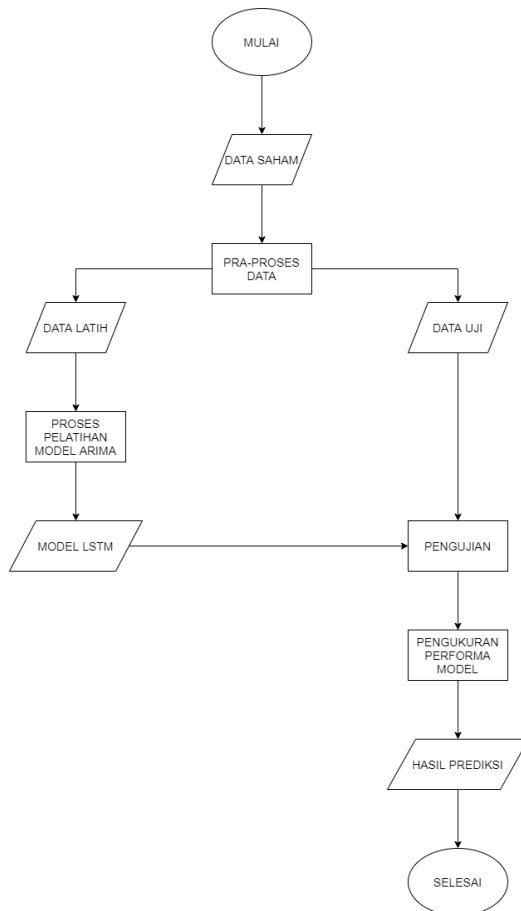 MULAI
DATA SAHAM
PRA-PROSES
DATA
DATA LATIH
DATA UJI
PROSES
PELATIHAN
MODEL ARIMA
MODEL LSTM
PENGUJIAN
PENGUKURAN
PERFORMA
MODEL
HASIL PREDIKSI
SELESAI